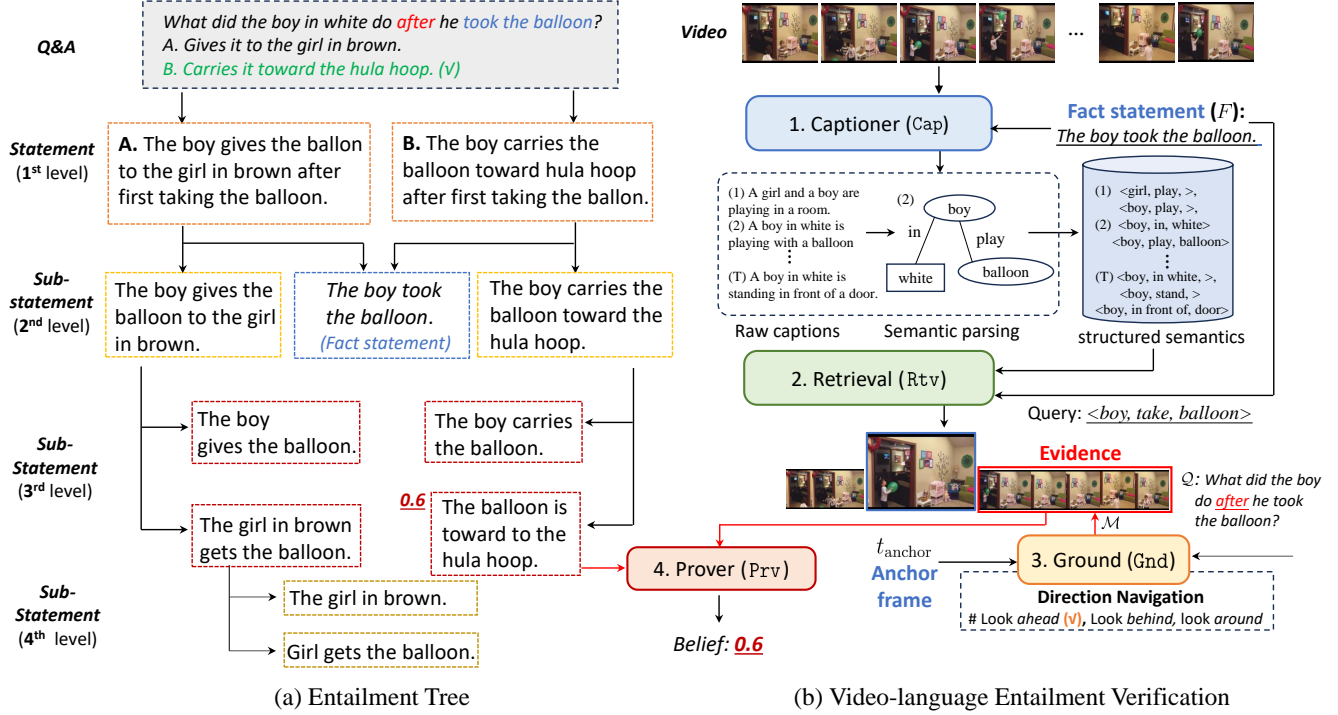 Q&A
What did the boy in white do after he took the balloon?
A. Gives it to the girl in brown.
B. Carries it toward the hula hoop. (√)
Statement
(1st level)
A. The boy gives the ballon
to the girl in brown after
first taking the balloon.
B. The boy carries the
balloon toward hula hoop
after first taking the ballon.
Sub-
statement
(2nd level)
The boy gives the
balloon to the girl
in brown.
The boy took
the balloon.
(Fact statement)
The boy carries the
balloon toward the
hula hoop.
Sub-
Statement
(3rd level)
The boy
gives the balloon.
The boy carries
the balloon.
0.6
The girl in brown
gets the balloon.
The balloon is
toward to the
hula hoop.
Sub-
Statement
(4th level)
The girl in brown.
Girl gets the balloon.
(a) Entailment Tree
Video
...
1. Captioner (Cap)
Fact statement (F):
The boy took the balloon.
(1) A girl and a boy are
playing in a room.
(2) A boy in white is
playing with a balloon
⋮
(T) A boy in white is
standing in front of a door.
(2)
boy
in
play
white
balloon
(1) <girl, play, >,
<boy, play, >,
(2) <boy, in, white>
<boy, play, balloon>
⋮
(T) <boy, in white, >,
<boy, stand, >
<boy, in front of, door>
Raw captions
Semantic parsing
structured semantics
2. Retrieval (Rtv)
Query: <boy, take, balloon>
Evidence
Q: What did the boy
do after he took
the balloon?
M
t anchor
Anchor
frame
3. Ground (Gnd)
Direction Navigation
# Look ahead (√), Look behind, look around
4. Prover (Prv)
Belief: 0.6
(b) Video-language Entailment Verification